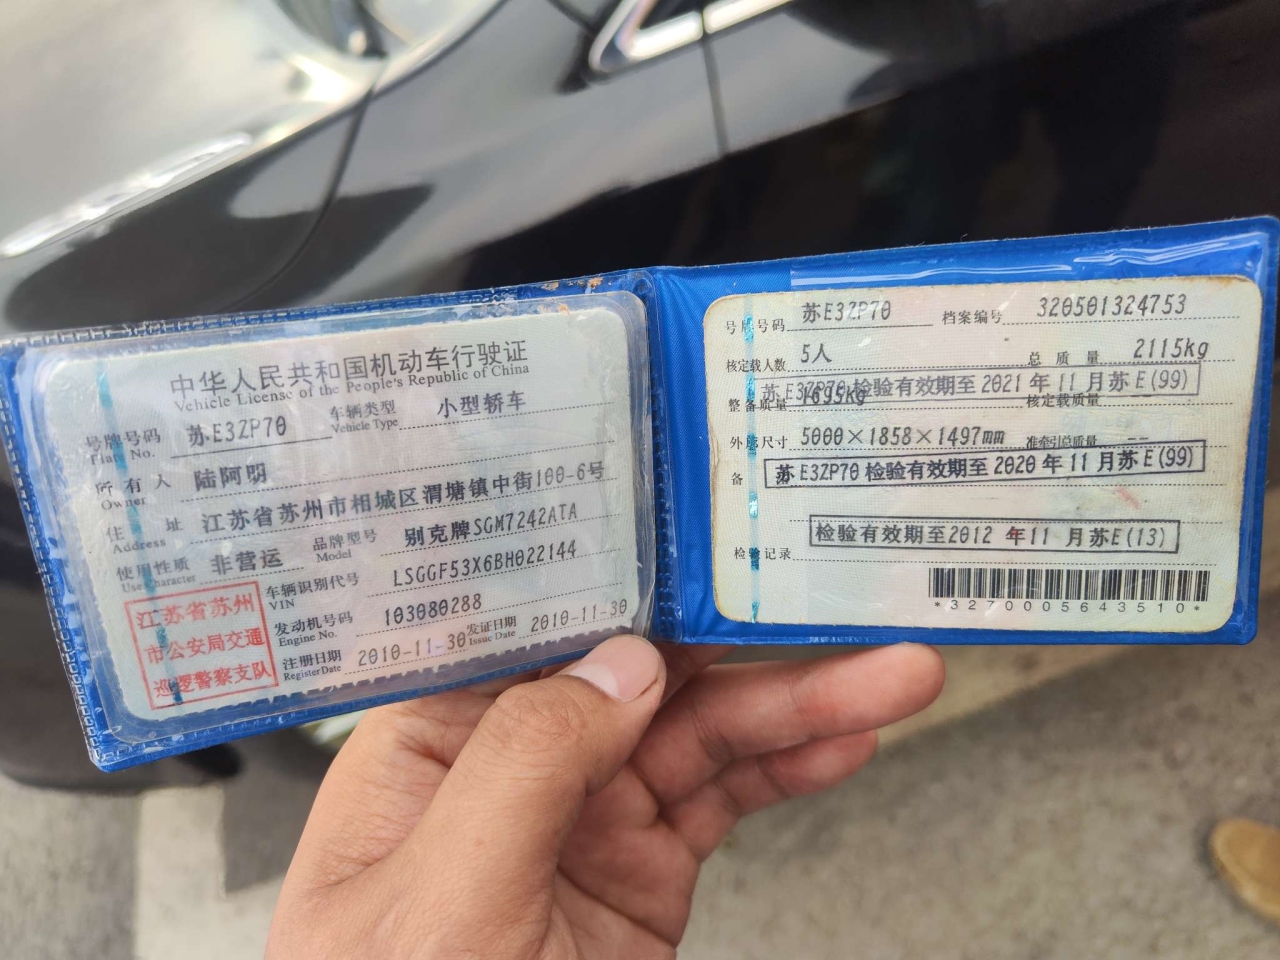 中华人民共和国机动车行驶证
Vehicle License of the People's Republic of China
号牌号码 苏E3ZP70 车辆类型 小型轿车
Plate No. Vehicle Type
所有人 陆阿明
Owner
住址 江苏省苏州市相城区渭塘镇中街100-6号
Address
使用性质 非营运 品牌型号 别克牌SGM7242ATA
Use Character Model
车辆识别代号 LSGGF53X6BH022144
VIN
发动机号码 103080288
Engine No.
注册日期 2010-11-30 发证日期 2010-11-30
Register Date Issue Date
江苏省苏州
市公安局交通
巡逻警察支队
号牌号码 苏E3ZP70 档案编号 320501324753
核定载人数 5人 总质量 2115kg
苏E3ZP70检验有效期至2021年11月苏E(99)
整备质量 1695kg 核定载质量
外廓尺寸 5000×1858×1497mm 准牵引总质量 --
备 苏E3ZP70检验有效期至2020年11月苏E(99)
检验有效期至2012年11月苏E(13)
检验记录
*3270005643510*